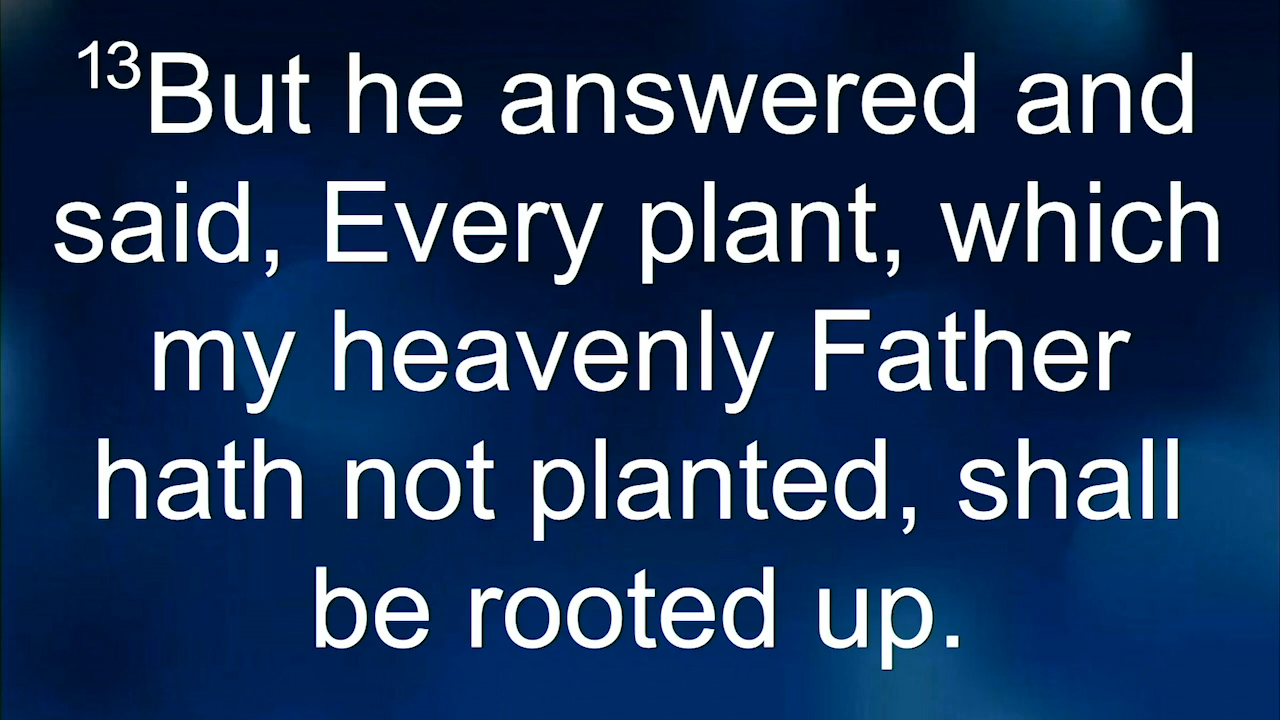 13But he answered and
said, Every plant, which
my heavenly Father
hath not planted, shall
be rooted up.